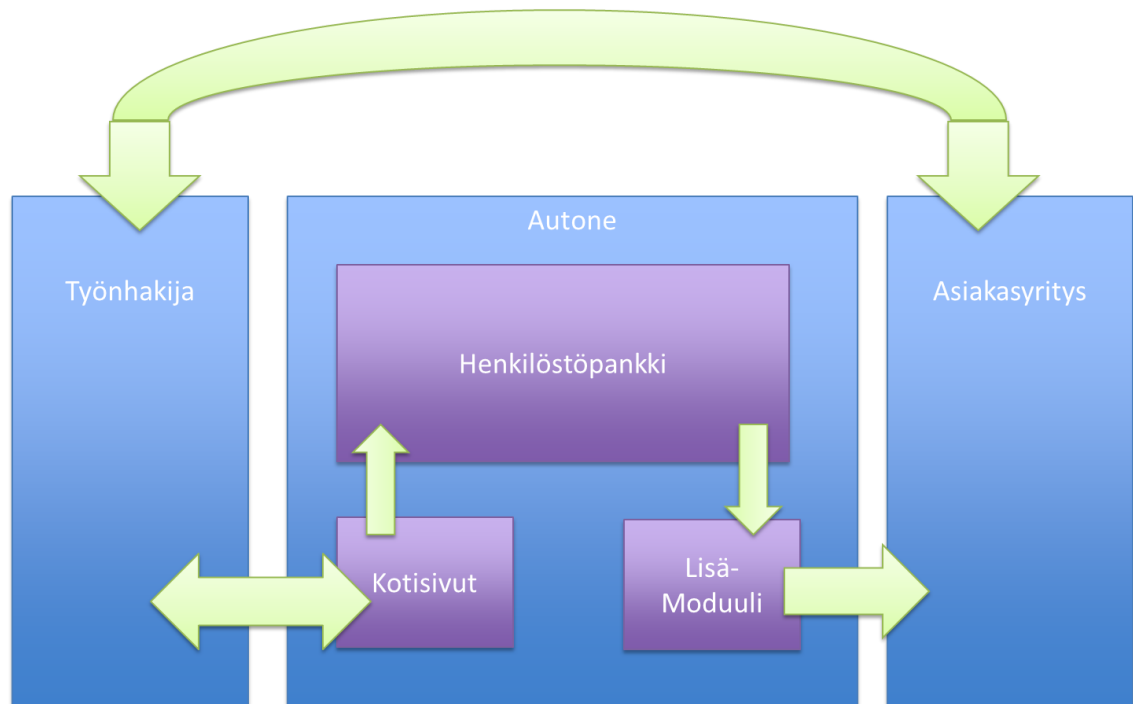 Autone
Työnhakija
Asiakasyritys
Henkilöstöpankki
Kotisivut
Lisä-
Moduuli